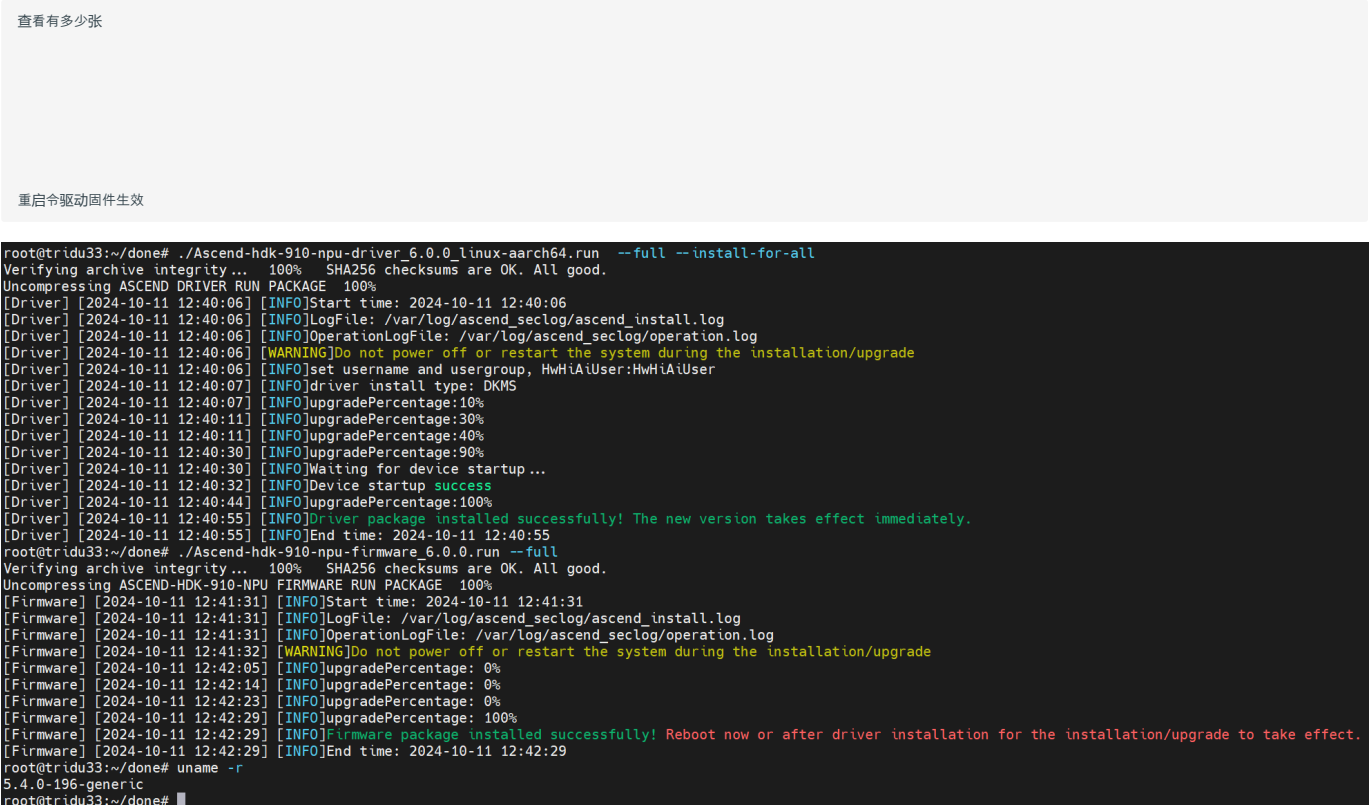 查看有多少张
重启令驱动固件生效
root@tridu33:~/done# ./Ascend-hdk-910-npu-driver_6.0.0_linux-aarch64.run --full --install-for-all
Verifying archive integrity... 100% SHA256 checksums are OK. All good.
Uncompressing ASCEND DRIVER RUN PACKAGE 100%
[Driver] [2024-10-11 12:40:06] [INFO]Start time: 2024-10-11 12:40:06
[Driver] [2024-10-11 12:40:06] [INFO]LogFile: /var/log/ascend_seclog/ascend_install.log
[Driver] [2024-10-11 12:40:06] [INFO]OperationLogFile: /var/log/ascend_seclog/operation.log
[Driver] [2024-10-11 12:40:06] [WARNING]Do not power off or restart the system during the installation/upgrade
[Driver] [2024-10-11 12:40:06] [INFO]set username and usergroup, HwHiAiUser:HwHiAiUser
[Driver] [2024-10-11 12:40:07] [INFO]driver install type: DKMS
[Driver] [2024-10-11 12:40:07] [INFO]upgradePercentage:10%
[Driver] [2024-10-11 12:40:11] [INFO]upgradePercentage:30%
[Driver] [2024-10-11 12:40:11] [INFO]upgradePercentage:40%
[Driver] [2024-10-11 12:40:30] [INFO]upgradePercentage:90%
[Driver] [2024-10-11 12:40:30] [INFO]Waiting for device startup...
[Driver] [2024-10-11 12:40:32] [INFO]Device startup success
[Driver] [2024-10-11 12:40:44] [INFO]upgradePercentage:100%
[Driver] [2024-10-11 12:40:55] [INFO]Driver package installed successfully! The new version takes effect immediately.
[Driver] [2024-10-11 12:40:55] [INFO]End time: 2024-10-11 12:40:55
root@tridu33:~/done# ./Ascend-hdk-910-npu-firmware_6.0.0.run --full
Verifying archive integrity... 100% SHA256 checksums are OK. All good.
Uncompressing ASCEND-HDK-910-NPU FIRMWARE RUN PACKAGE 100%
[Firmware] [2024-10-11 12:41:31] [INFO]Start time: 2024-10-11 12:41:31
[Firmware] [2024-10-11 12:41:31] [INFO]LogFile: /var/log/ascend_seclog/ascend_install.log
[Firmware] [2024-10-11 12:41:31] [INFO]OperationLogFile: /var/log/ascend_seclog/operation.log
[Firmware] [2024-10-11 12:41:32] [WARNING]Do not power off or restart the system during the installation/upgrade
[Firmware] [2024-10-11 12:42:05] [INFO]upgradePercentage: 0%
[Firmware] [2024-10-11 12:42:14] [INFO]upgradePercentage: 0%
[Firmware] [2024-10-11 12:42:23] [INFO]upgradePercentage: 0%
[Firmware] [2024-10-11 12:42:29] [INFO]upgradePercentage: 100%
[Firmware] [2024-10-11 12:42:29] [INFO]Firmware package installed successfully! Reboot now or after driver installation for the installation/upgrade to take effect.
[Firmware] [2024-10-11 12:42:29] [INFO]End time: 2024-10-11 12:42:29
root@tridu33:~/done# uname -r
5.4.0-196-generic
root@tridu33:~/done#